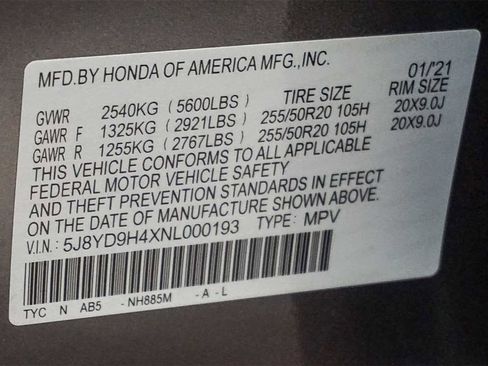 MFD.BY HONDA OF AMERICA MFG.,INC. 01/21
TIRE SIZE RIM SIZE
GVWR 2540KG (5600LBS)
GAWR F 1325KG (2921LBS) 255/50R20 105H 20X9.0J
GAWR R 1255KG (2767LBS) 255/50R20 105H 20X9.0J
THIS VEHICLE CONFORMS TO ALL APPLICABLE
FEDERAL MOTOR VEHICLE SAFETY
AND THEFT PREVENTION STANDARDS IN EFFECT
ON THE DATE OF MANUFACTURE SHOWN ABOVE.
V.I.N.: 5J8YD9H4XNL000193 TYPE: MPV
TYC N AB5 -NH885M -A-L